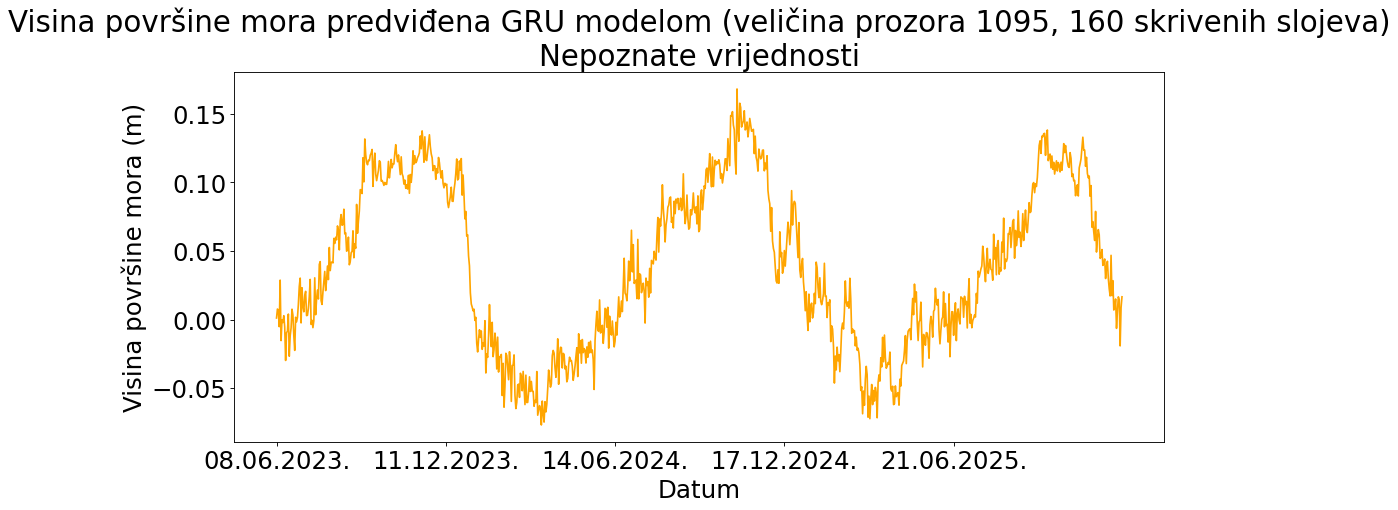 Visina površine mora predviđena GRU modelom (veličina prozora 1095, 160 skrivenih slojeva)
Nepoznate vrijednosti
Visina površine mora (m)
0.15
0.10
0.05
0.00
−0.05
08.06.2023. 11.12.2023. 14.06.2024. 17.12.2024. 21.06.2025.
Datum